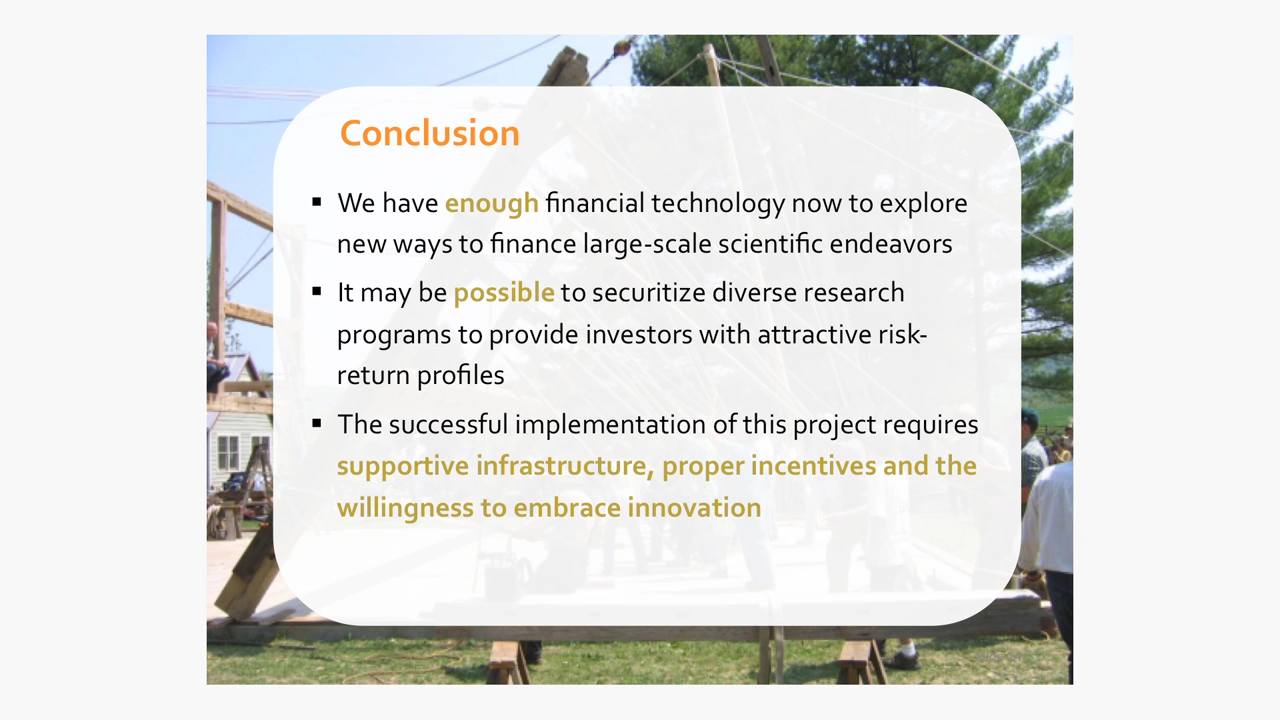 Conclusion
▪ We have enough financial technology now to explore
new ways to finance large-scale scientific endeavors
▪ It may be possible to securitize diverse research
programs to provide investors with attractive risk-
return profiles
▪ The successful implementation of this project requires
supportive infrastructure, proper incentives and the
willingness to embrace innovation